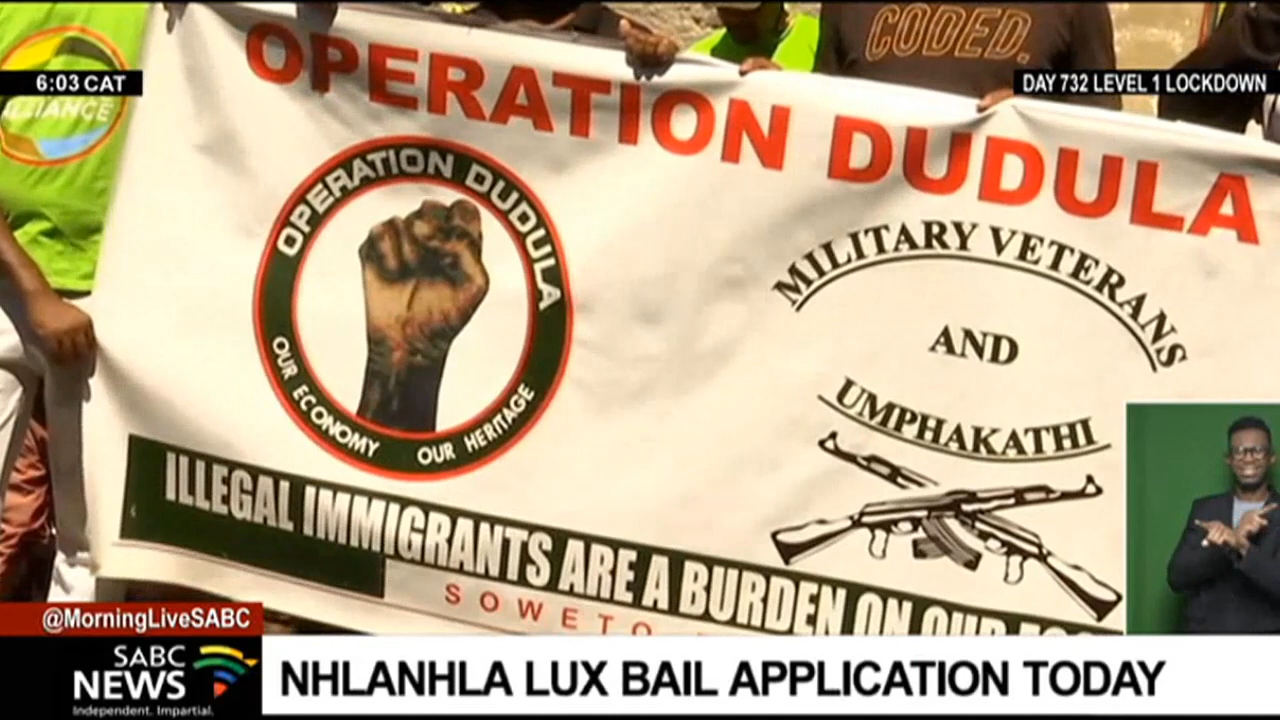 6:03 CAT
ALLIANCE
CODED.
DAY 732 LEVEL 1 LOCKDOWN
OPERATION DUDULA
OPERATION DUDULA
OUR ECONOMY OUR HERITAGE
MILITARY VETERANS
AND
UMPHAKATHI
ILLEGAL IMMIGRANTS ARE A BURDEN ON OUR
SOWETO
@MorningLiveSABC
SABC
NEWS
Independent. Impartial.
NHLANHLA LUX BAIL APPLICATION TODAY